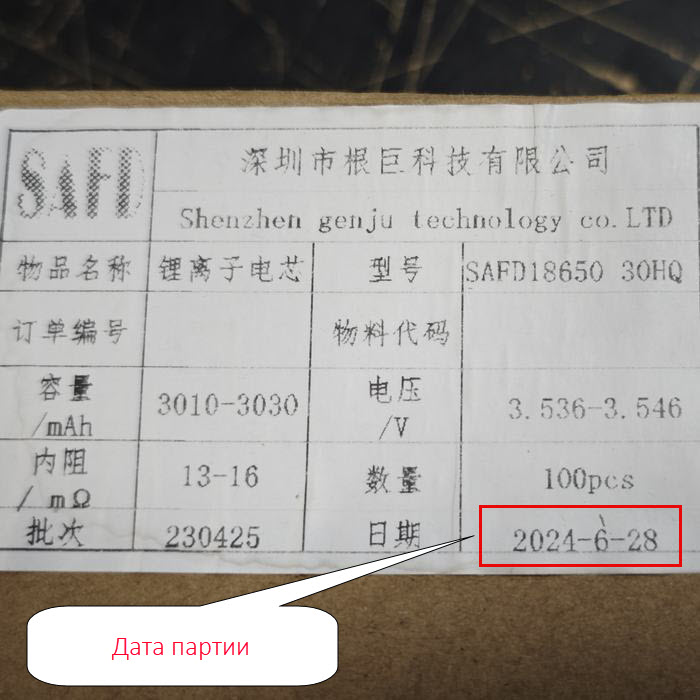 SAFD
深圳市根巨科技有限公司
Shenzhen genju technology co.LTD
物品名称 锂离子电芯 型号 SAFD18650 30HQ
订单编号 物料代码
容量 /mAh 3010-3030 电压 /V 3.536-3.546
内阻 / mΩ 13-16 数量 100pcs
批次 230425 日期 2024-6-28
Дата партии